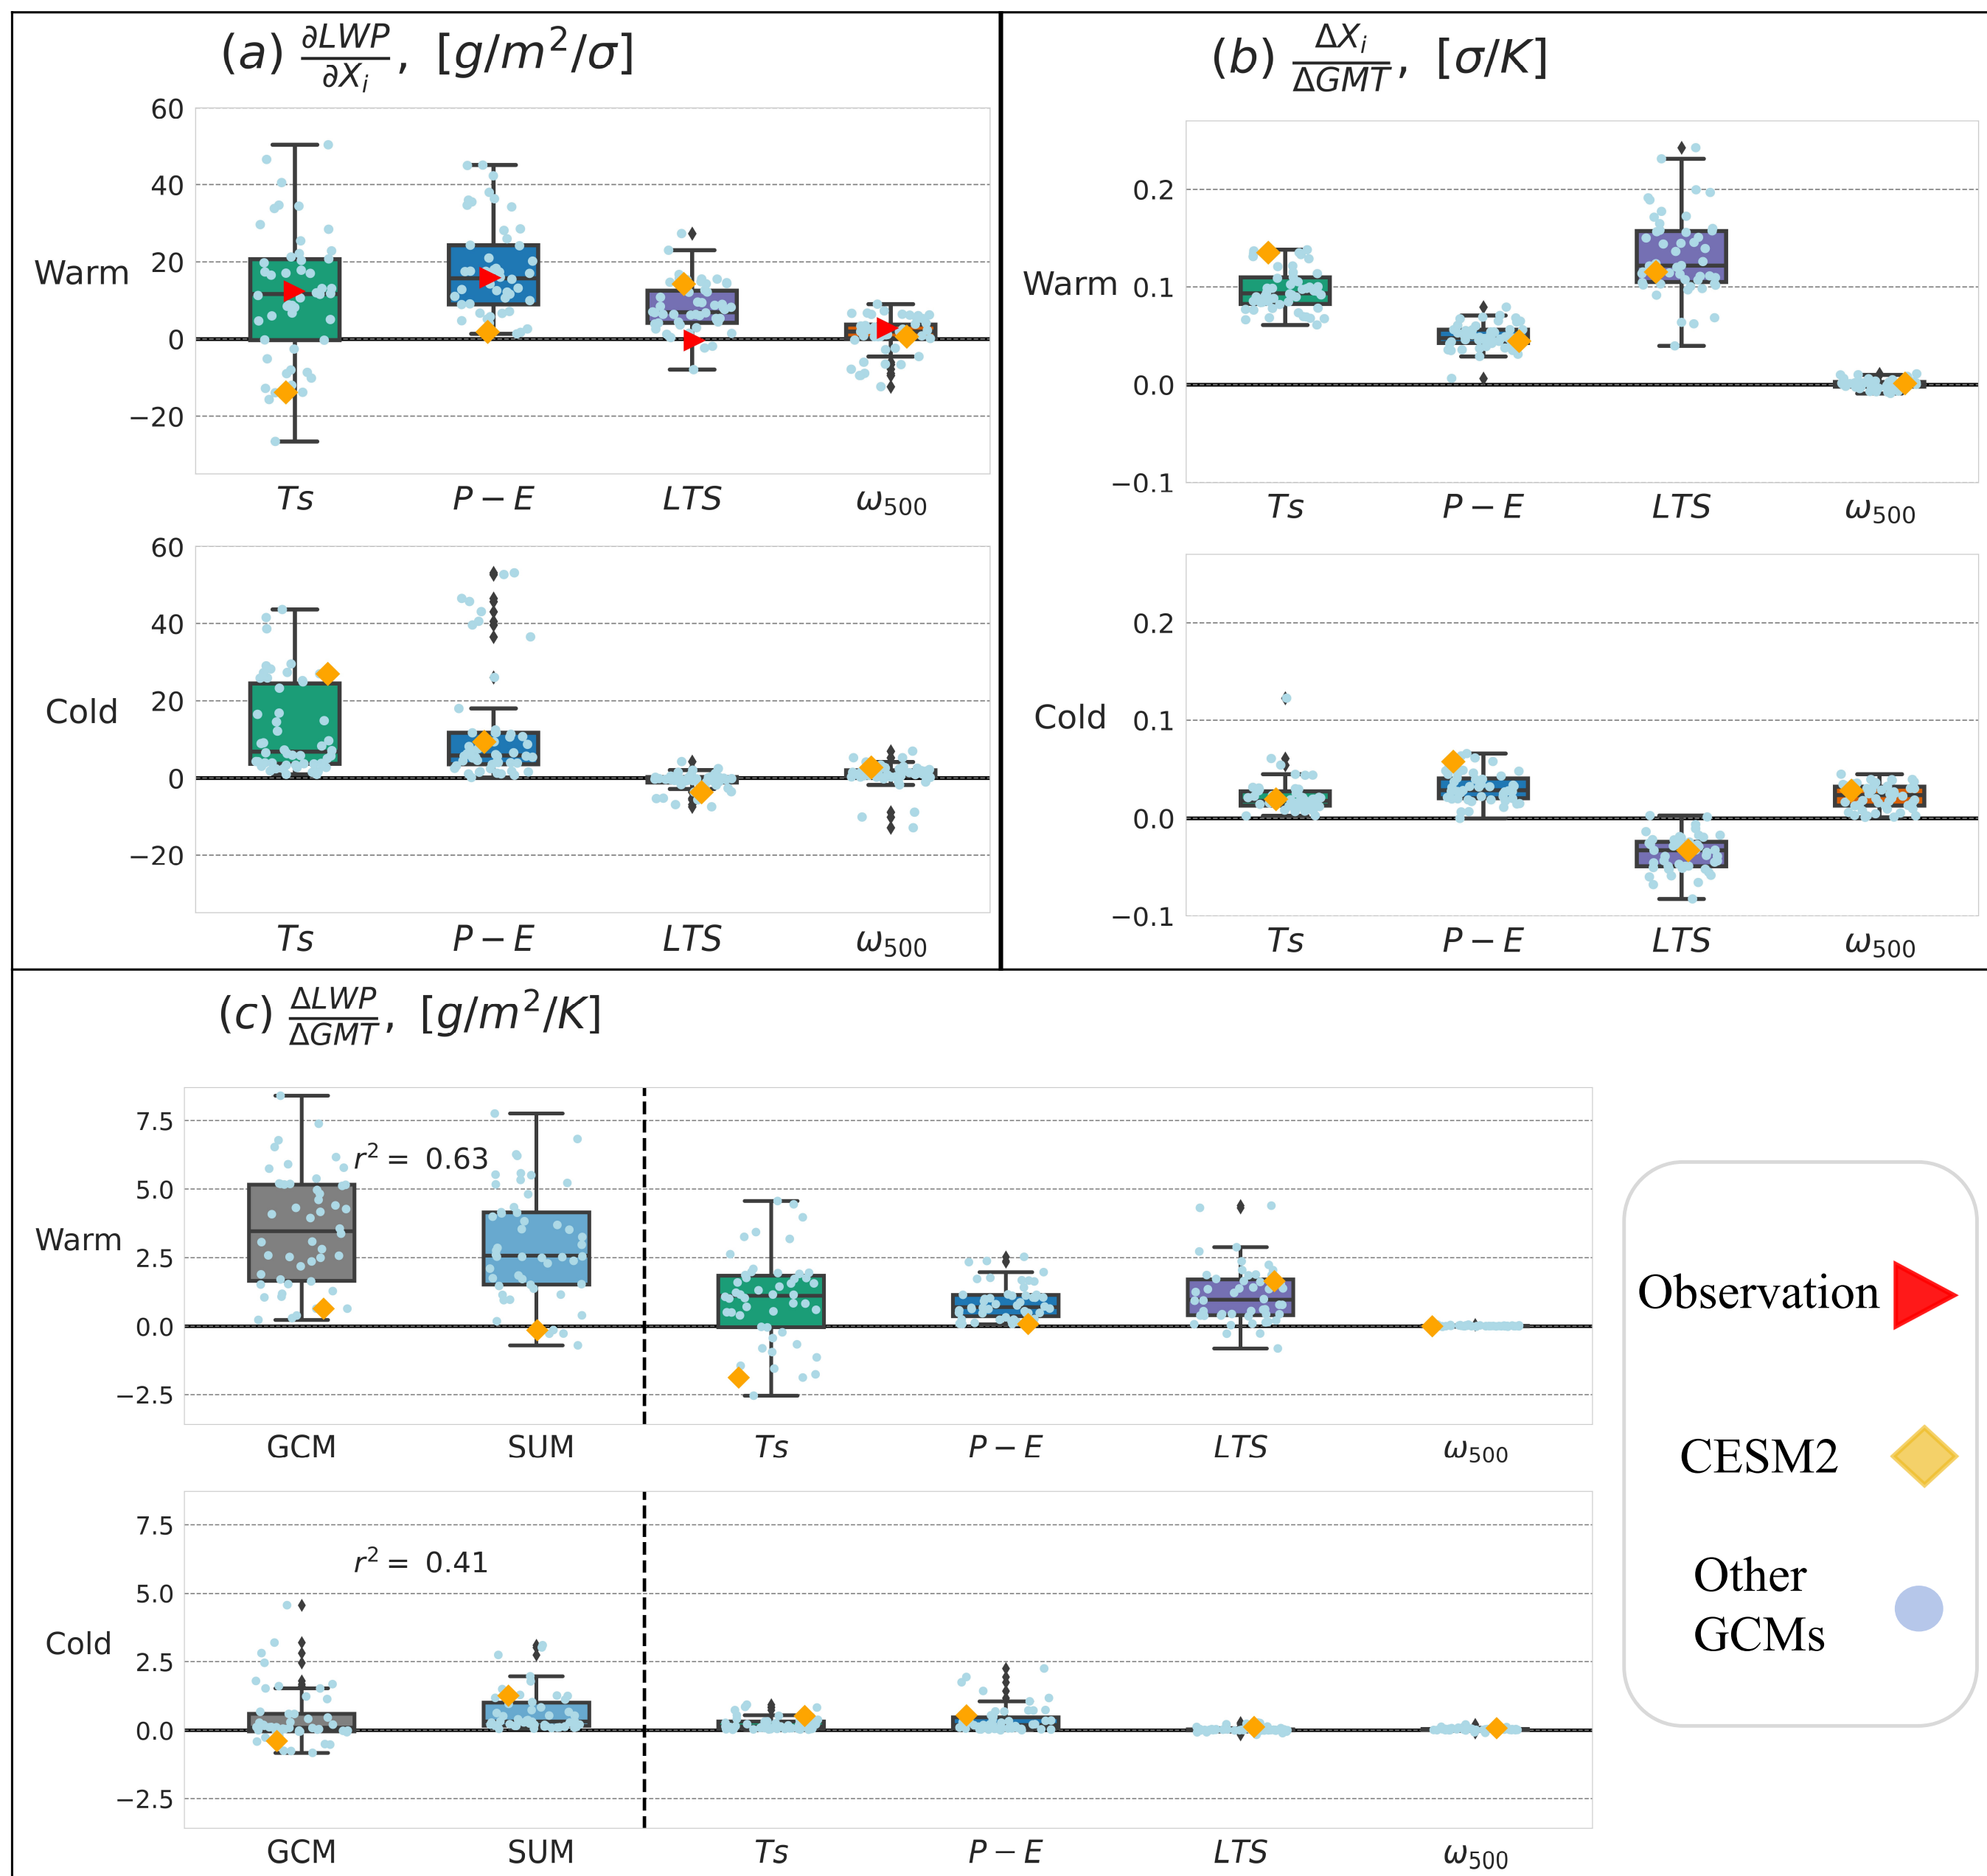 (a) ∂LWP/∂Xᵢ, [g/m²/σ]
60
40
20
0
−20
Warm
Ts P − E LTS ω₅₀₀
60
40
20
0
−20
Cold
Ts P − E LTS ω₅₀₀
(b) ΔXᵢ/ΔGMT, [σ/K]
0.2
0.1
0.0
−0.1
Warm
Ts P − E LTS ω₅₀₀
0.2
0.1
0.0
−0.1
Cold
Ts P − E LTS ω₅₀₀
(c) ΔLWP/ΔGMT, [g/m²/K]
7.5
5.0
2.5
0.0
−2.5
Warm
r² = 0.63
GCM SUM Ts P − E LTS ω₅₀₀
7.5
5.0
2.5
0.0
−2.5
Cold
r² = 0.41
GCM SUM Ts P − E LTS ω₅₀₀
Observation
CESM2
Other
GCMs